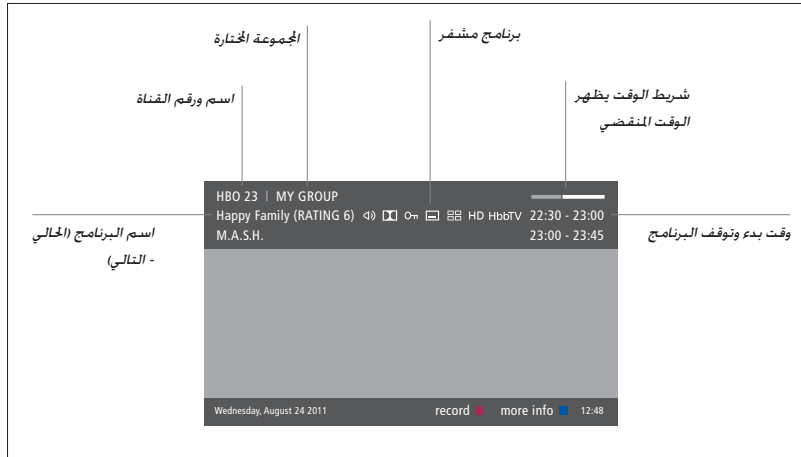 المجموعة المختارة
برنامج مشفر
اسم ورقم القناة
شريط الوقت يظهر
الوقت المنقضي
HBO 23 | MY GROUP
Happy Family (RATING 6) HD HbbTV 22:30 - 23:00
M.A.S.H. 23:00 - 23:45
اسم البرنامج (الحالي
- التالي)
وقت بدء وتوقف البرنامج
Wednesday, August 24 2011 record more info 12:48